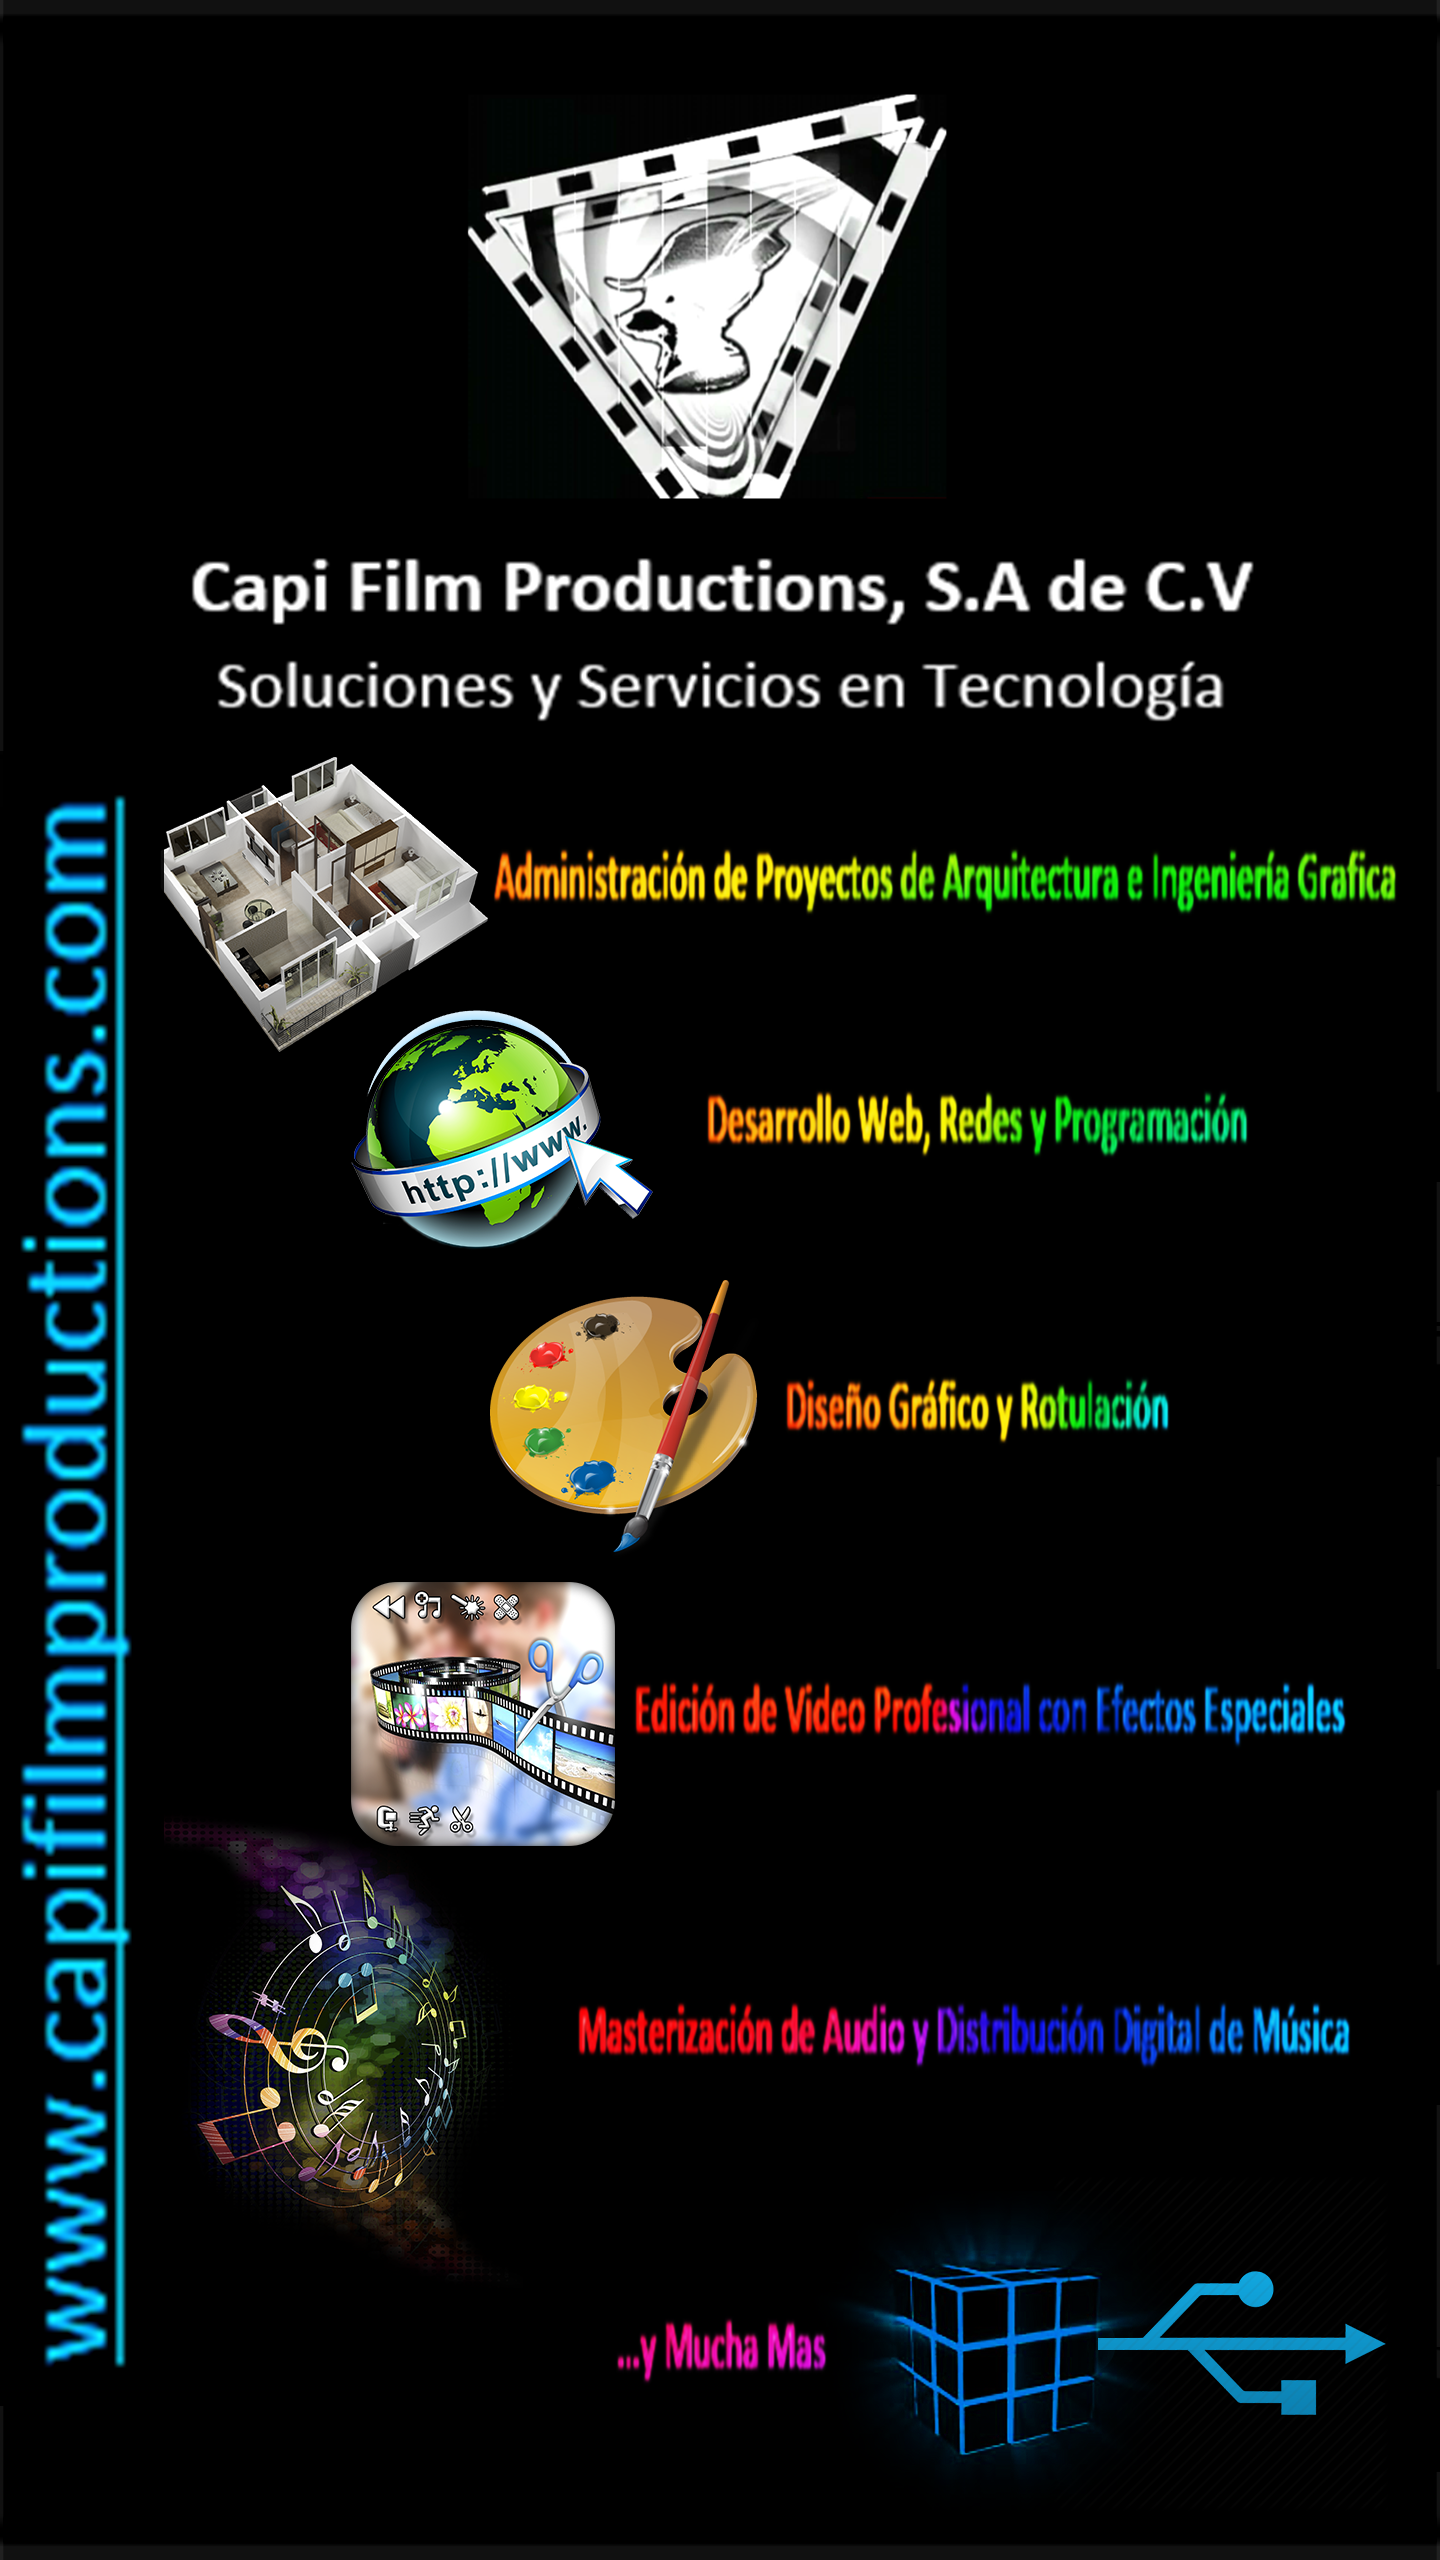 Capi Film Productions, S.A de C.V
Soluciones y Servicios en Tecnología
www.capifilmproductions.com
Administración de Proyectos de Arquitectura e Ingeniería Grafica
http://www.
Desarrollo Web, Redes y Programación
Diseño Gráfico y Rotulación
Edición de Video Profesional con Efectos Especiales
Masterización de Audio y Distribución Digital de Música
...y Mucha Mas